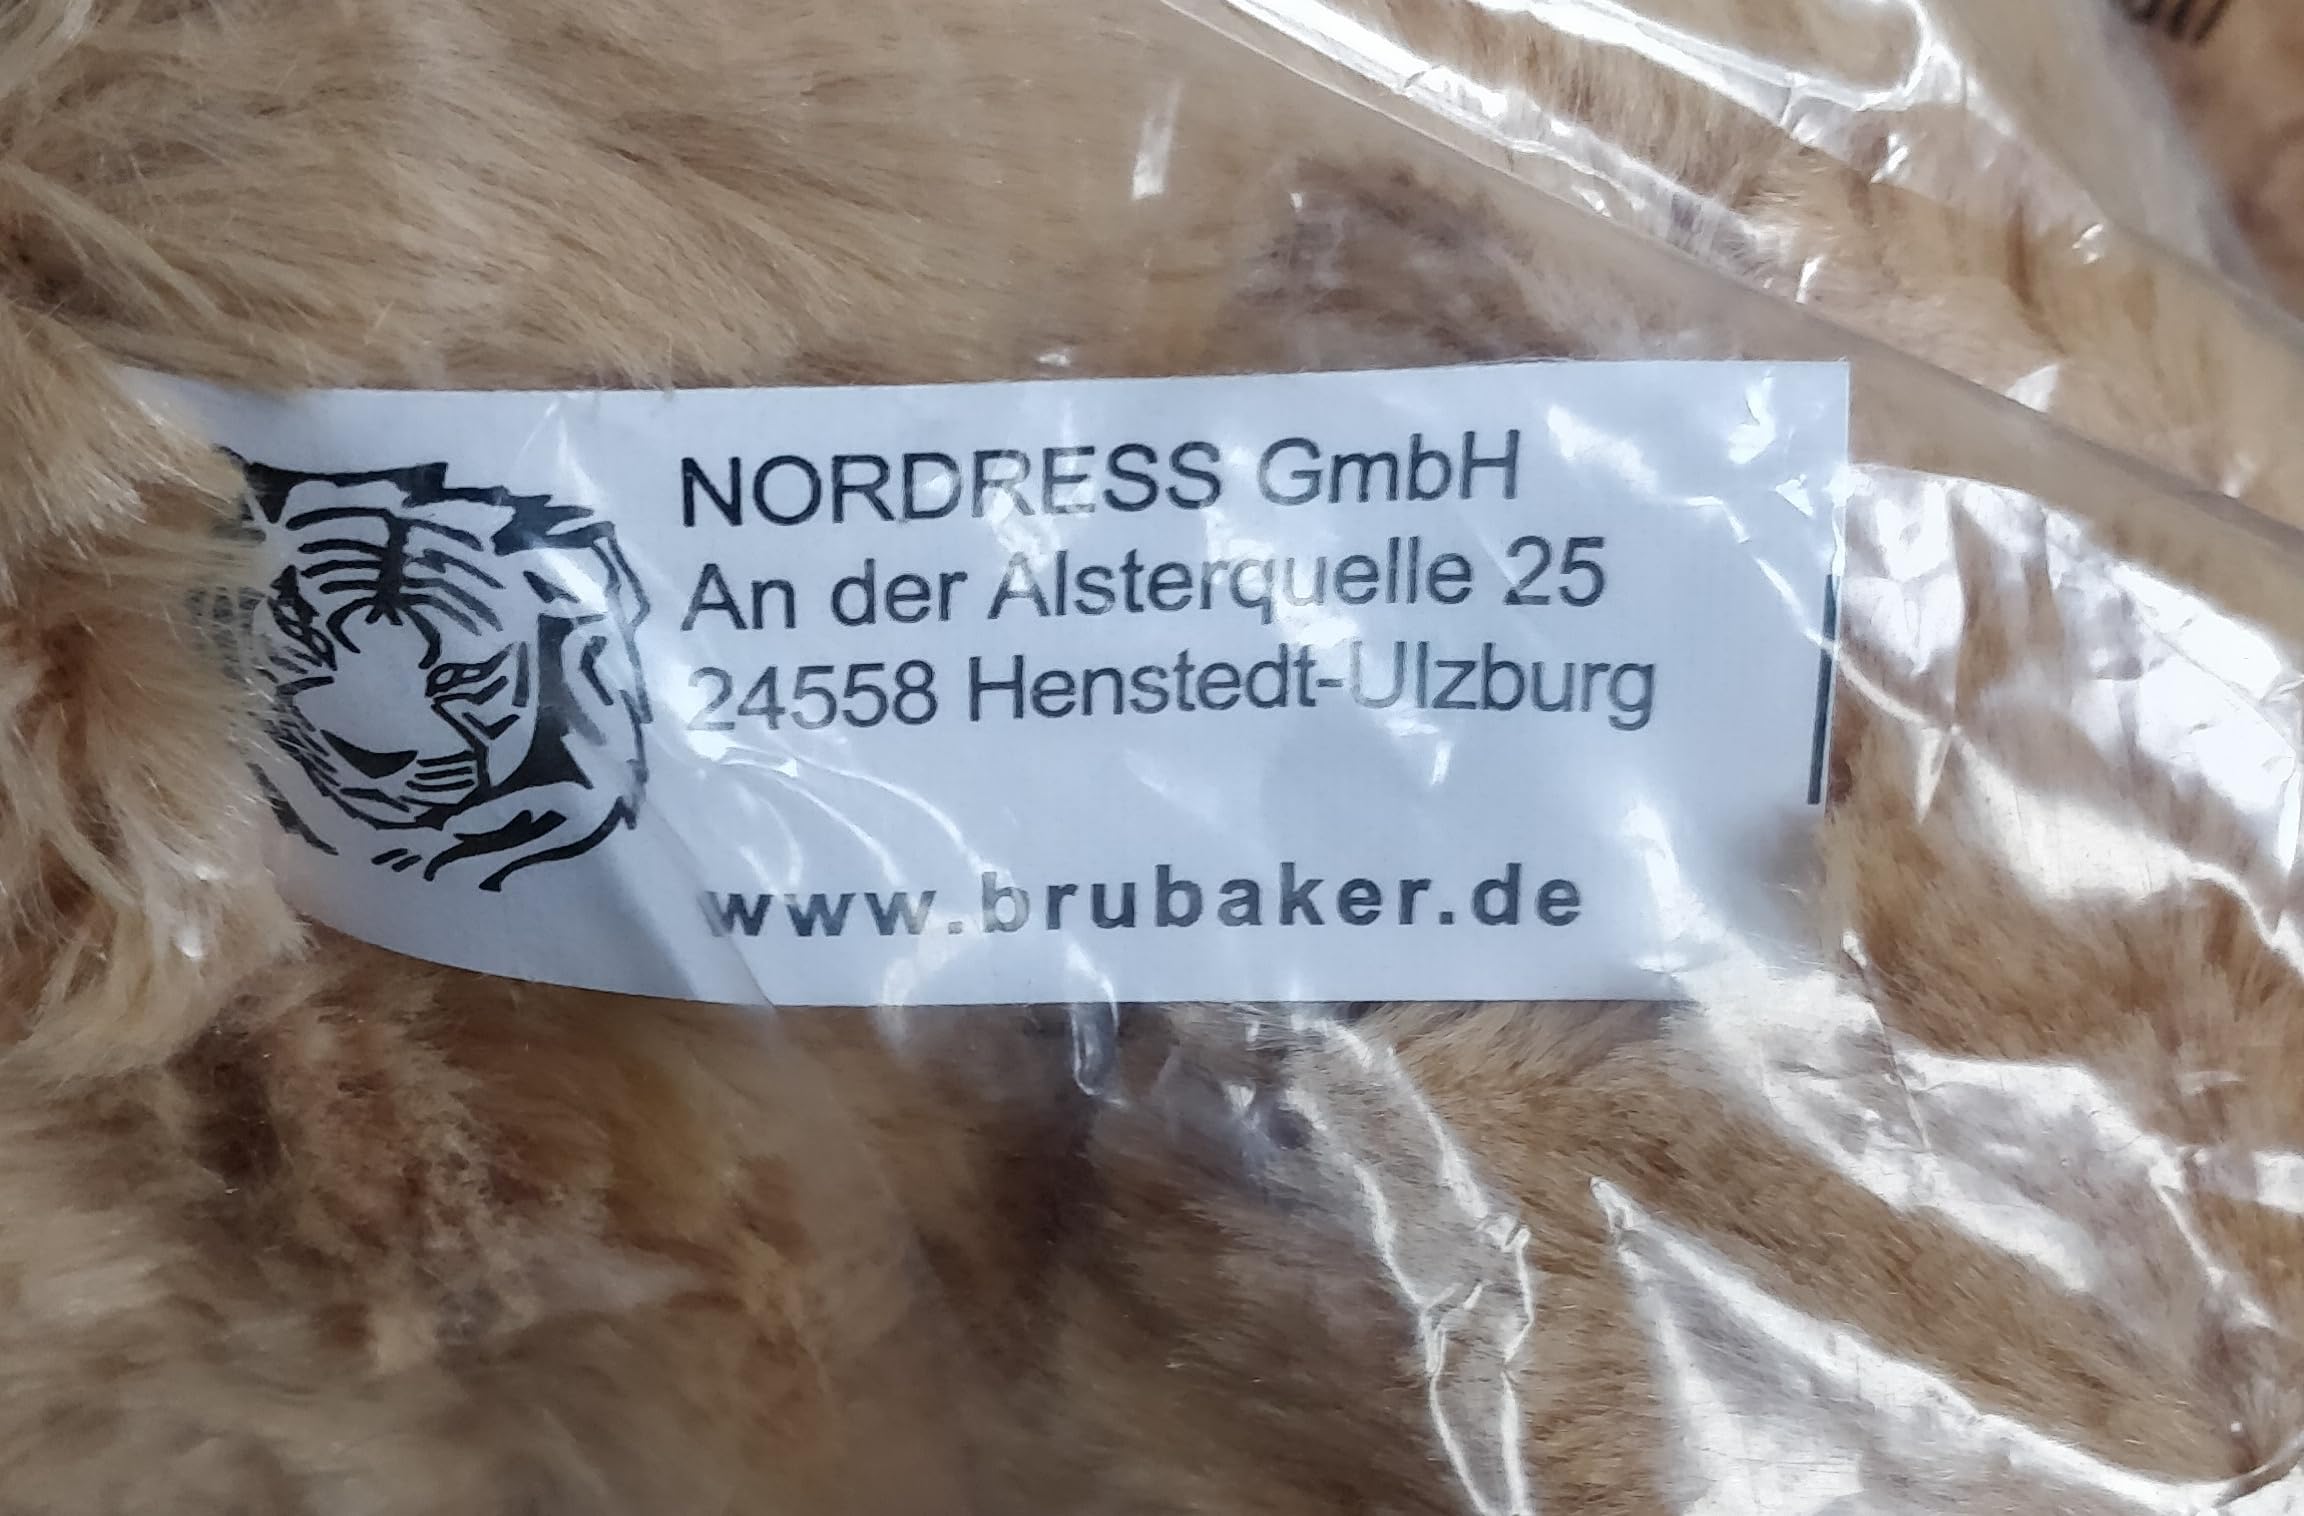 NORDRESS GmbH
An der Alsterquelle 25
24558 Henstedt-Ulzburg
www.brubaker.de